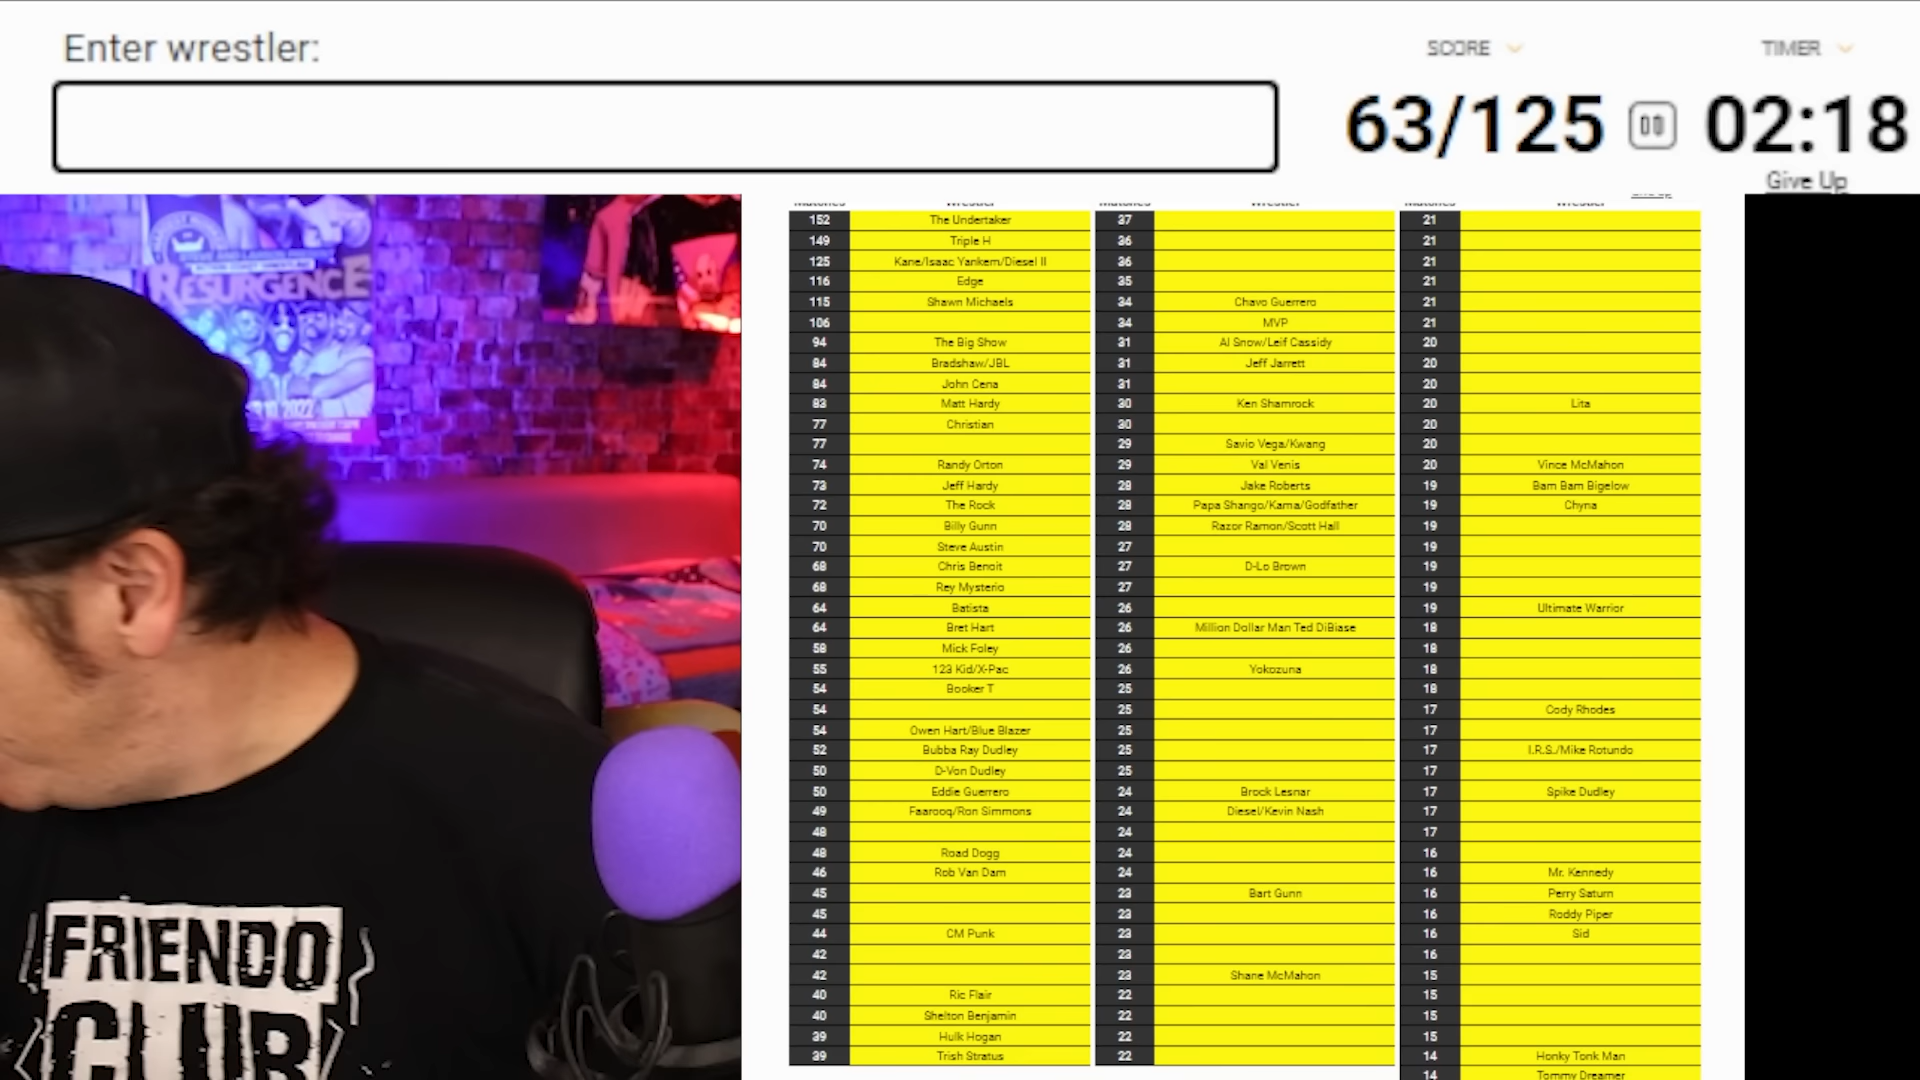 Enter wrestler:
SCORE
TIMER
63/125
02:18
Give Up
RESURGENCE
2022
FRIENDO
CLUB
Matches Wrestler
152 The Undertaker
149 Triple H
125 Kane/Isaac Yankem/Diesel II
116 Edge
115 Shawn Michaels
106
94 The Big Show
84 Bradshaw/JBL
84 John Cena
83 Matt Hardy
77 Christian
77
74 Randy Orton
73 Jeff Hardy
72 The Rock
70 Billy Gunn
70 Steve Austin
68 Chris Benoit
68 Rey Mysterio
64 Batista
64 Bret Hart
58 Mick Foley
55 123 Kid/X-Pac
54 Booker T
54
54 Owen Hart/Blue Blazer
52 Bubba Ray Dudley
50 D-Von Dudley
50 Eddie Guerrero
49 Faarooq/Ron Simmons
48
48 Road Dogg
46 Rob Van Dam
45
45
44 CM Punk
42
42
40 Ric Flair
40 Shelton Benjamin
39 Hulk Hogan
39 Trish Stratus
Matches Wrestler
37
36
36
35
34 Chavo Guerrero
34 MVP
31 Al Snow/Leif Cassidy
31 Jeff Jarrett
31
30 Ken Shamrock
30
29 Savio Vega/Kwang
29 Val Venis
28 Jake Roberts
28 Papa Shango/Kama/Godfather
28 Razor Ramon/Scott Hall
27
27 D-Lo Brown
27
26
26 Million Dollar Man Ted DiBiase
26
26 Yokozuna
25
25
25
25
25
24 Brock Lesnar
24 Diesel/Kevin Nash
24
24
24
23 Bart Gunn
23
23
23
23 Shane McMahon
22
22
22
22
Matches Wrestler
21
21
21
21
21
21
20
20
20
20 Lita
20
20
20 Vince McMahon
19 Bam Bam Bigelow
19 Chyna
19
19
19
19
19 Ultimate Warrior
18
18
18
18
17 Cody Rhodes
17
17 I.R.S./Mike Rotundo
17
17 Spike Dudley
17
17
16
16 Mr. Kennedy
16 Perry Saturn
16 Roddy Piper
16 Sid
16
15
15
15
15
14 Honky Tonk Man
14 Tommy Dreamer